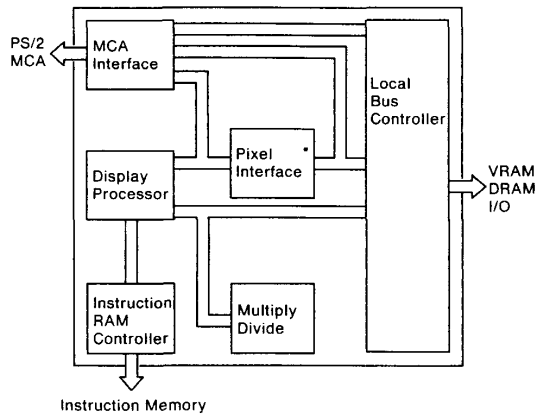 PS/2
MCA
MCA
Interface
Local
Bus
Controller
Pixel
Interface
Display
Processor
VRAM
DRAM
I/O
Instruction
RAM
Controller
Multiply
Divide
Instruction Memory